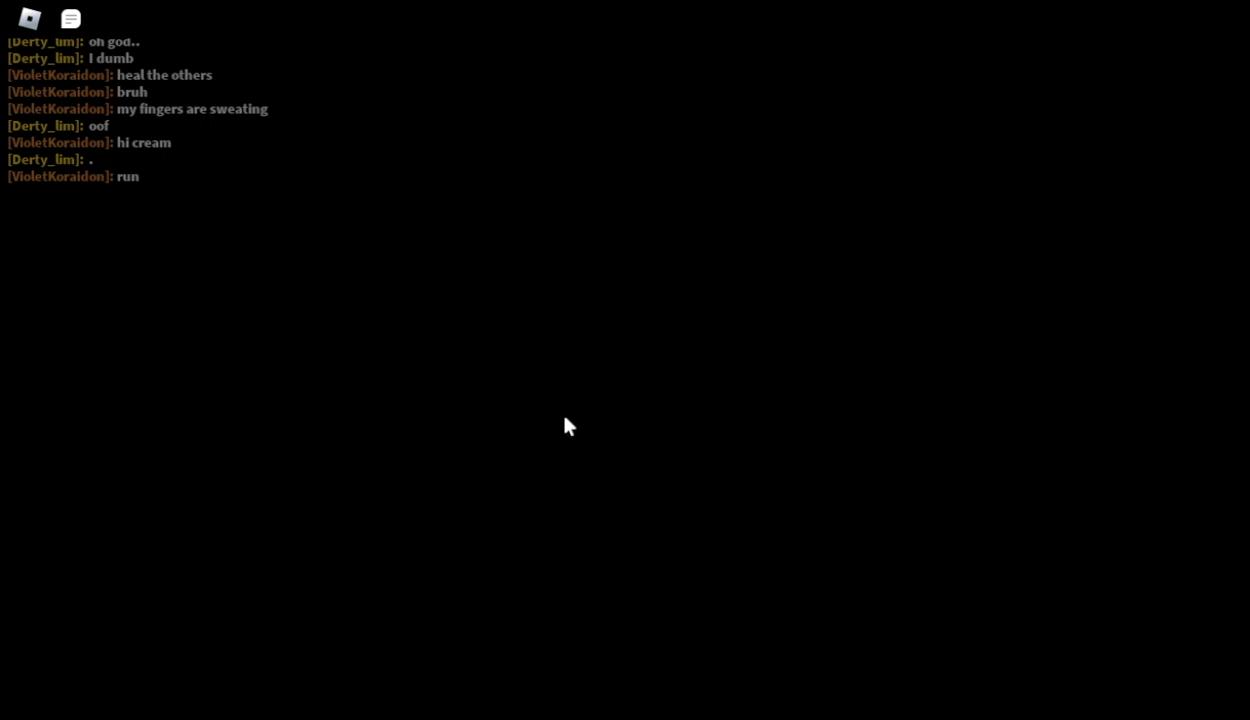 [Derty_lim]: oh god..
[Derty_lim]: I dumb
[VioletKoraidon]: heal the others
[VioletKoraidon]: bruh
[VioletKoraidon]: my fingers are sweating
[Derty_lim]: oof
[VioletKoraidon]: hi cream
[Derty_lim]: .
[VioletKoraidon]: run